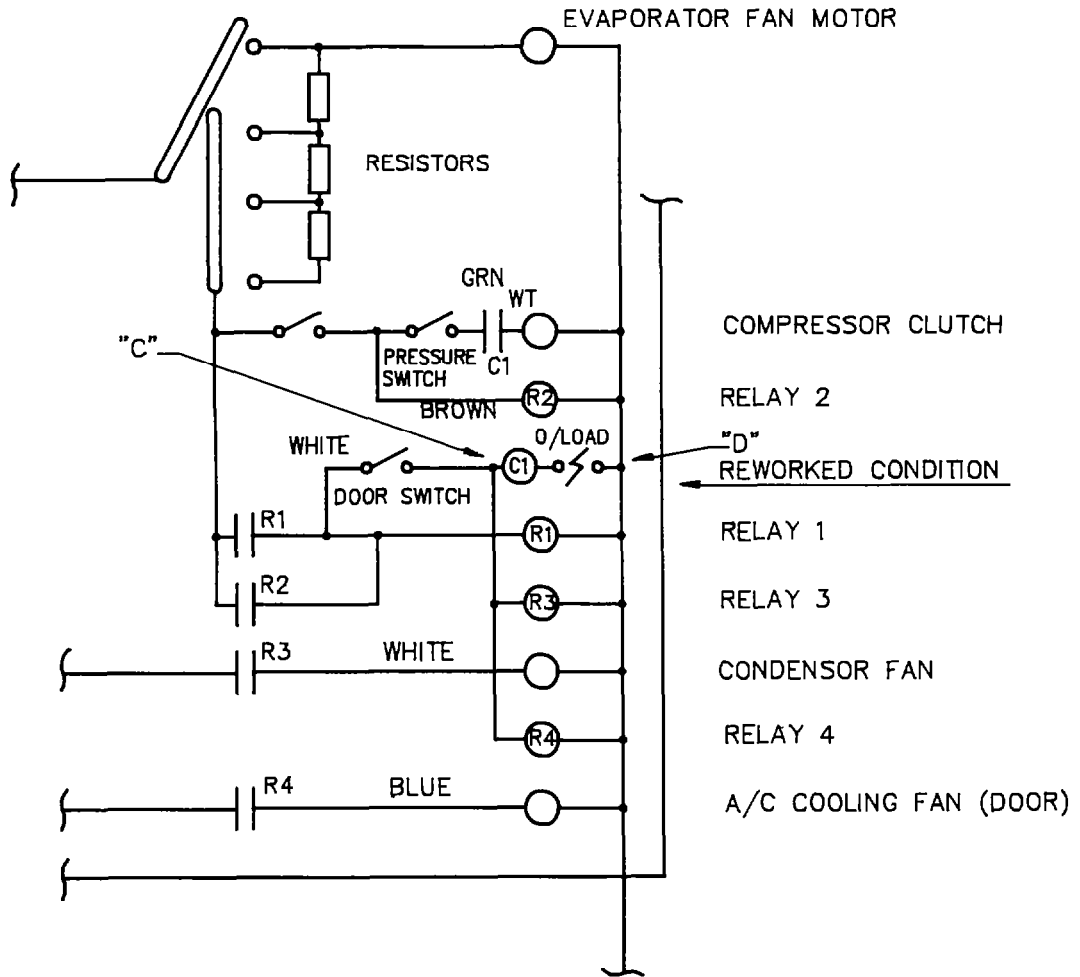 EVAPORATOR FAN MOTOR
RESISTORS
GRN
WT
"C"
PRESSURE
SWITCH
C1
COMPRESSOR CLUTCH
BROWN
R2
RELAY 2
WHITE
O/LOAD
"D"
C1
DOOR SWITCH
REWORKED CONDITION
R1
R1
RELAY 1
R2
R3
RELAY 3
R3
WHITE
CONDENSOR FAN
R4
RELAY 4
R4
BLUE
A/C COOLING FAN (DOOR)